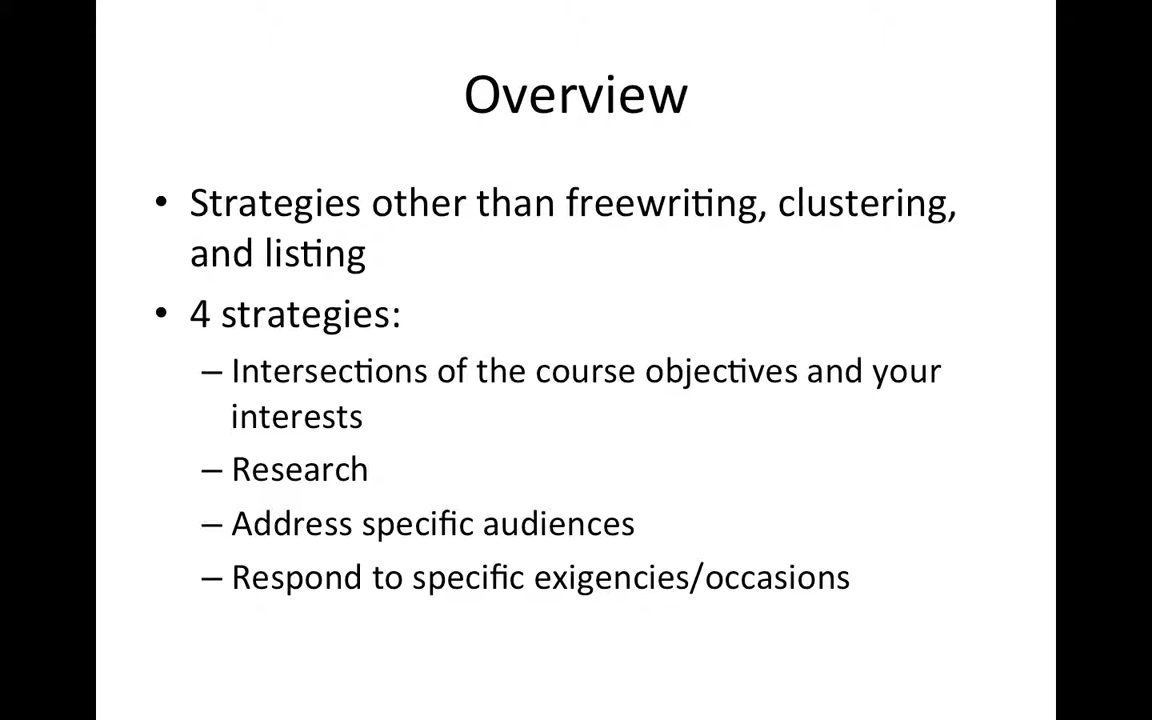 Overview
• Strategies other than freewriting, clustering,
and listing
• 4 strategies:
– Intersections of the course objectives and your
interests
– Research
– Address specific audiences
– Respond to specific exigencies/occasions